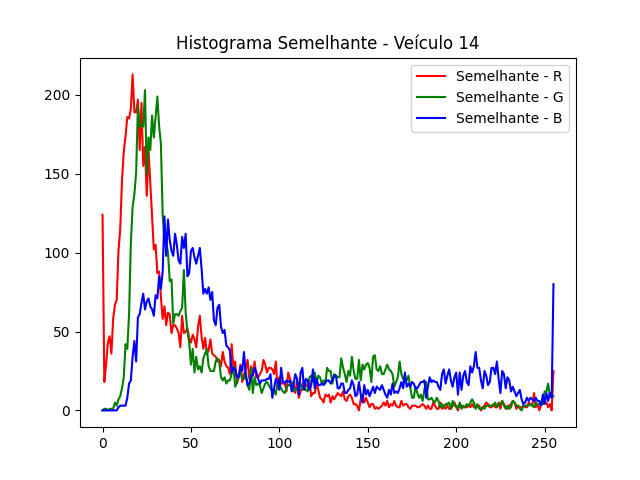 Histograma Semelhante - Veículo 14
Semelhante - R
Semelhante - G
Semelhante - B
200
150
100
50
0
0 50 100 150 200 250